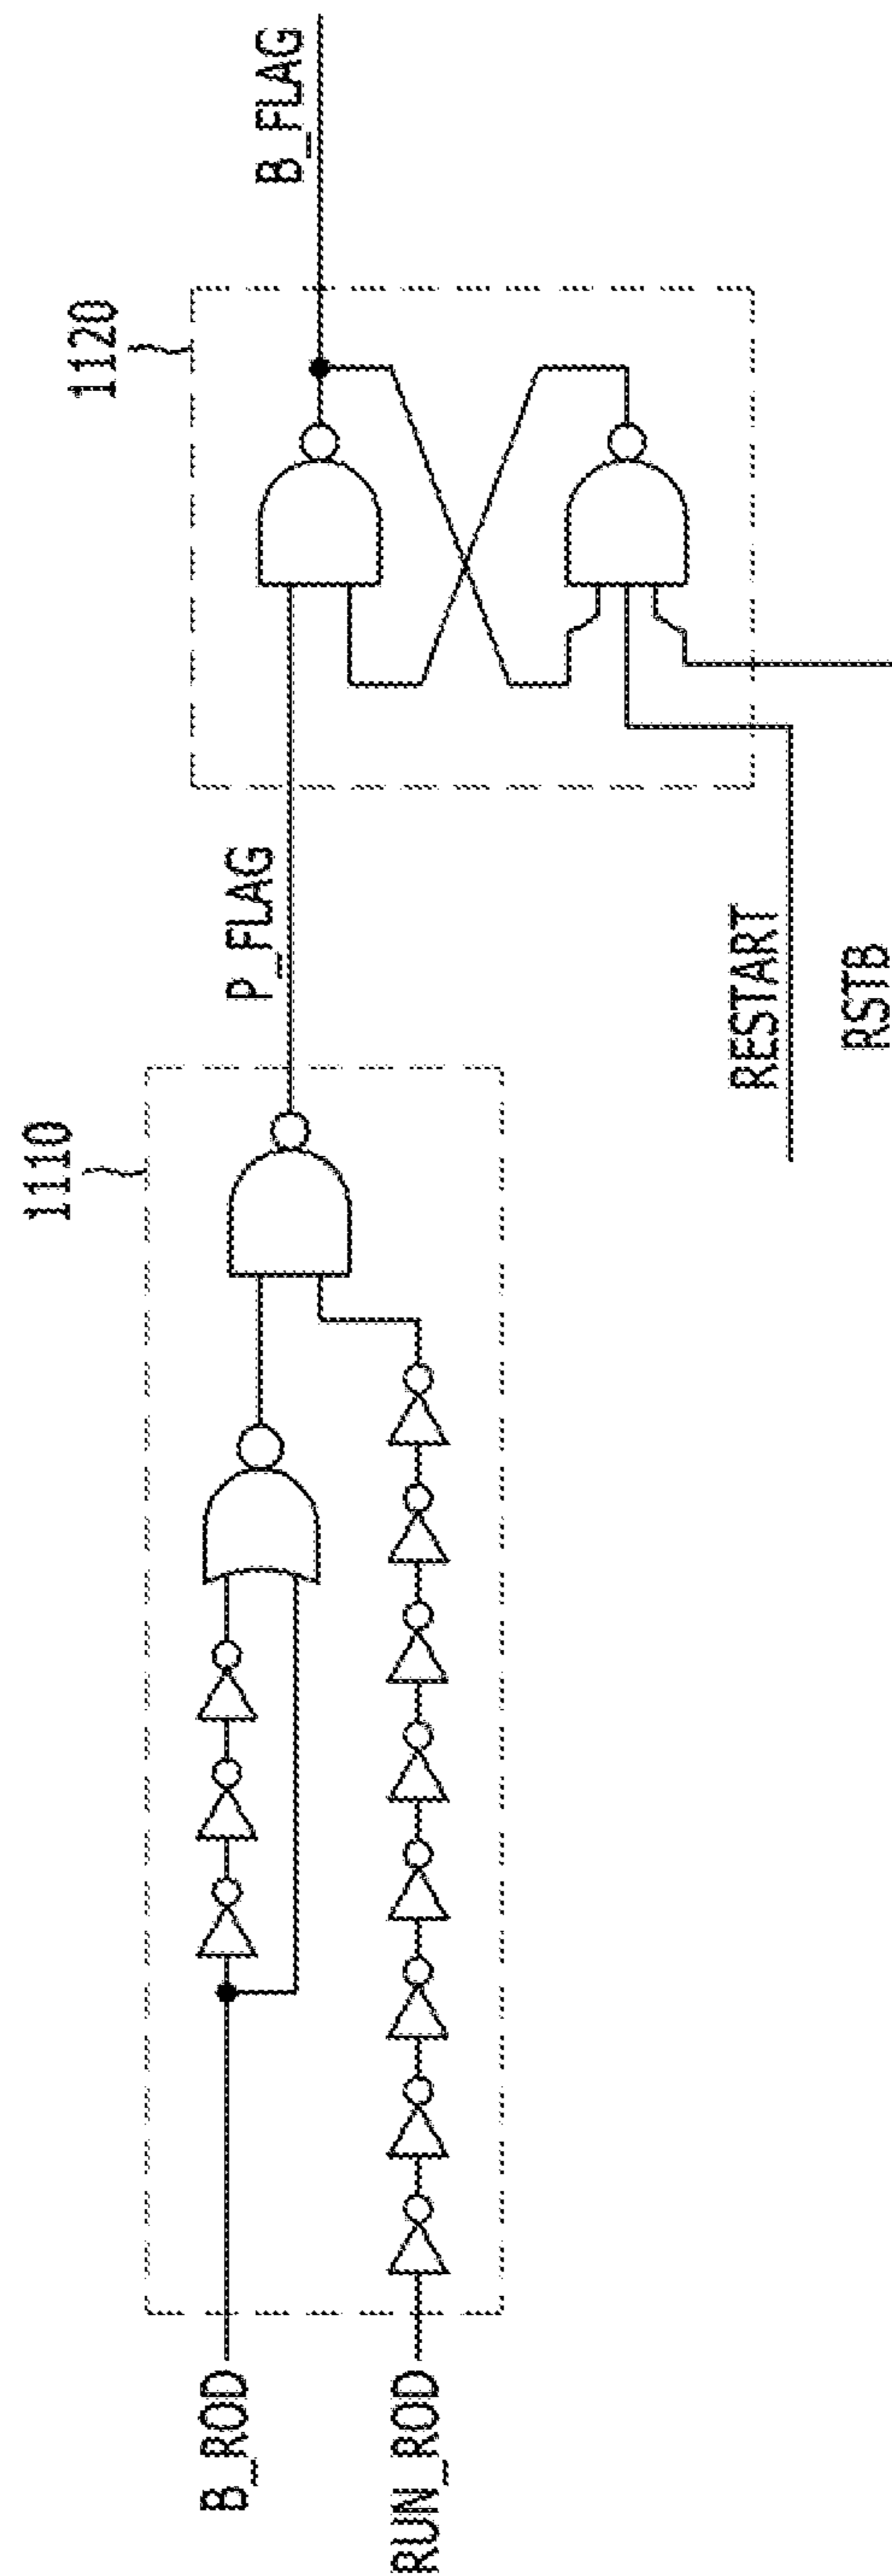 B_ROD
RUN_ROD
1110
P_FLAG
RESTART
RSTB
1120
B_FLAG